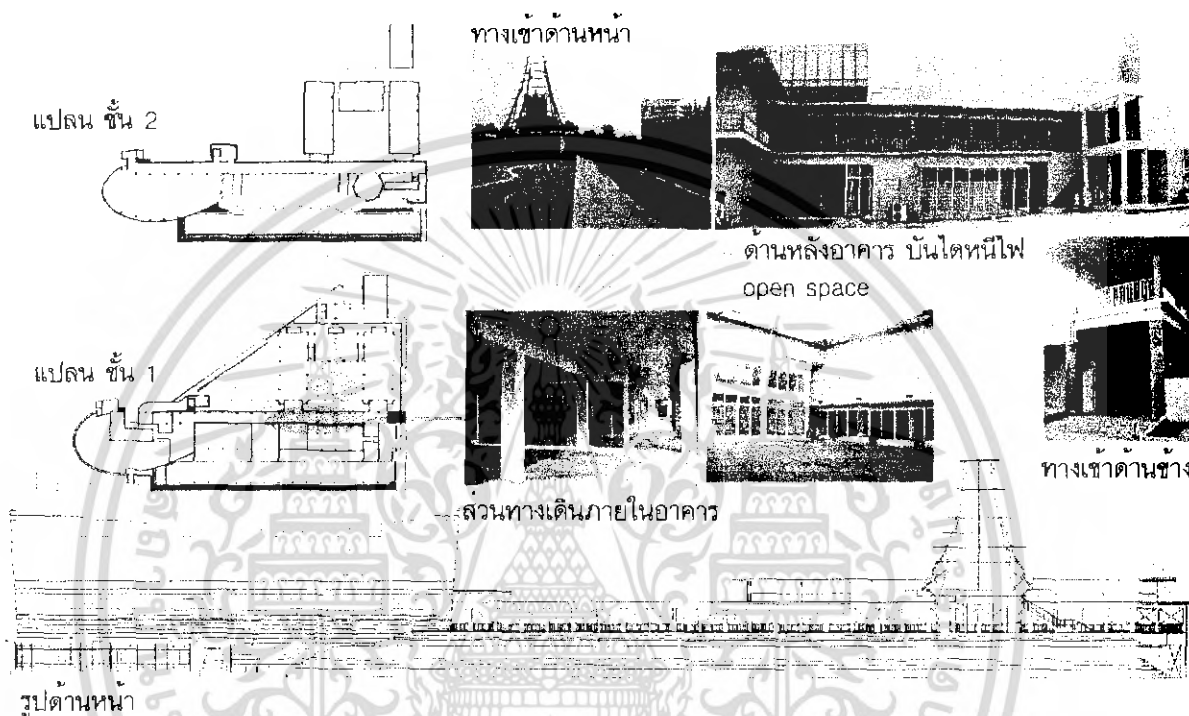 ทางเข้าด้านหน้า
แปลน ชั้น 2
ด้านหลังอาคาร บันไดหนีไฟ
open space
แปลน ชั้น 1
ทางเข้าด้านข้าง
ส่วนทางเดินภายในอาคาร
รูปด้านหน้า